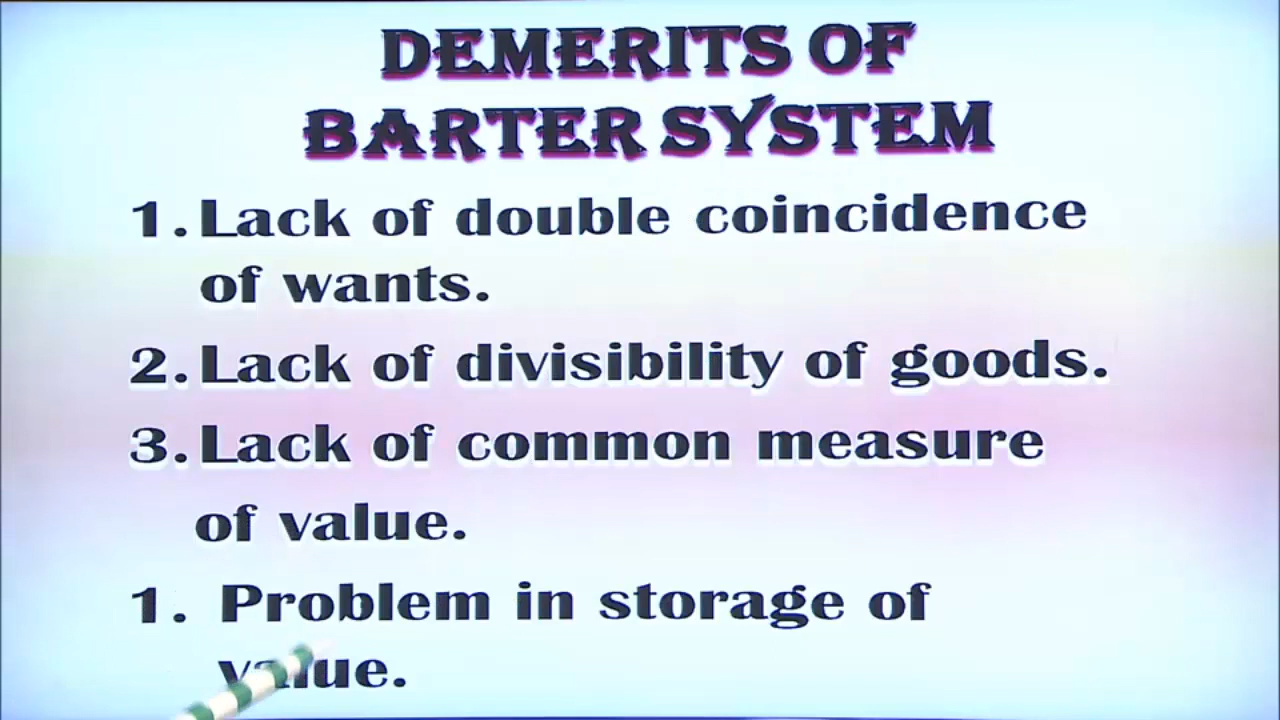 DEMERITS OF
BARTER SYSTEM
1. Lack of double coincidence
of wants.
2. Lack of divisibility of goods.
3. Lack of common measure
of value.
1. Problem in storage of
value.